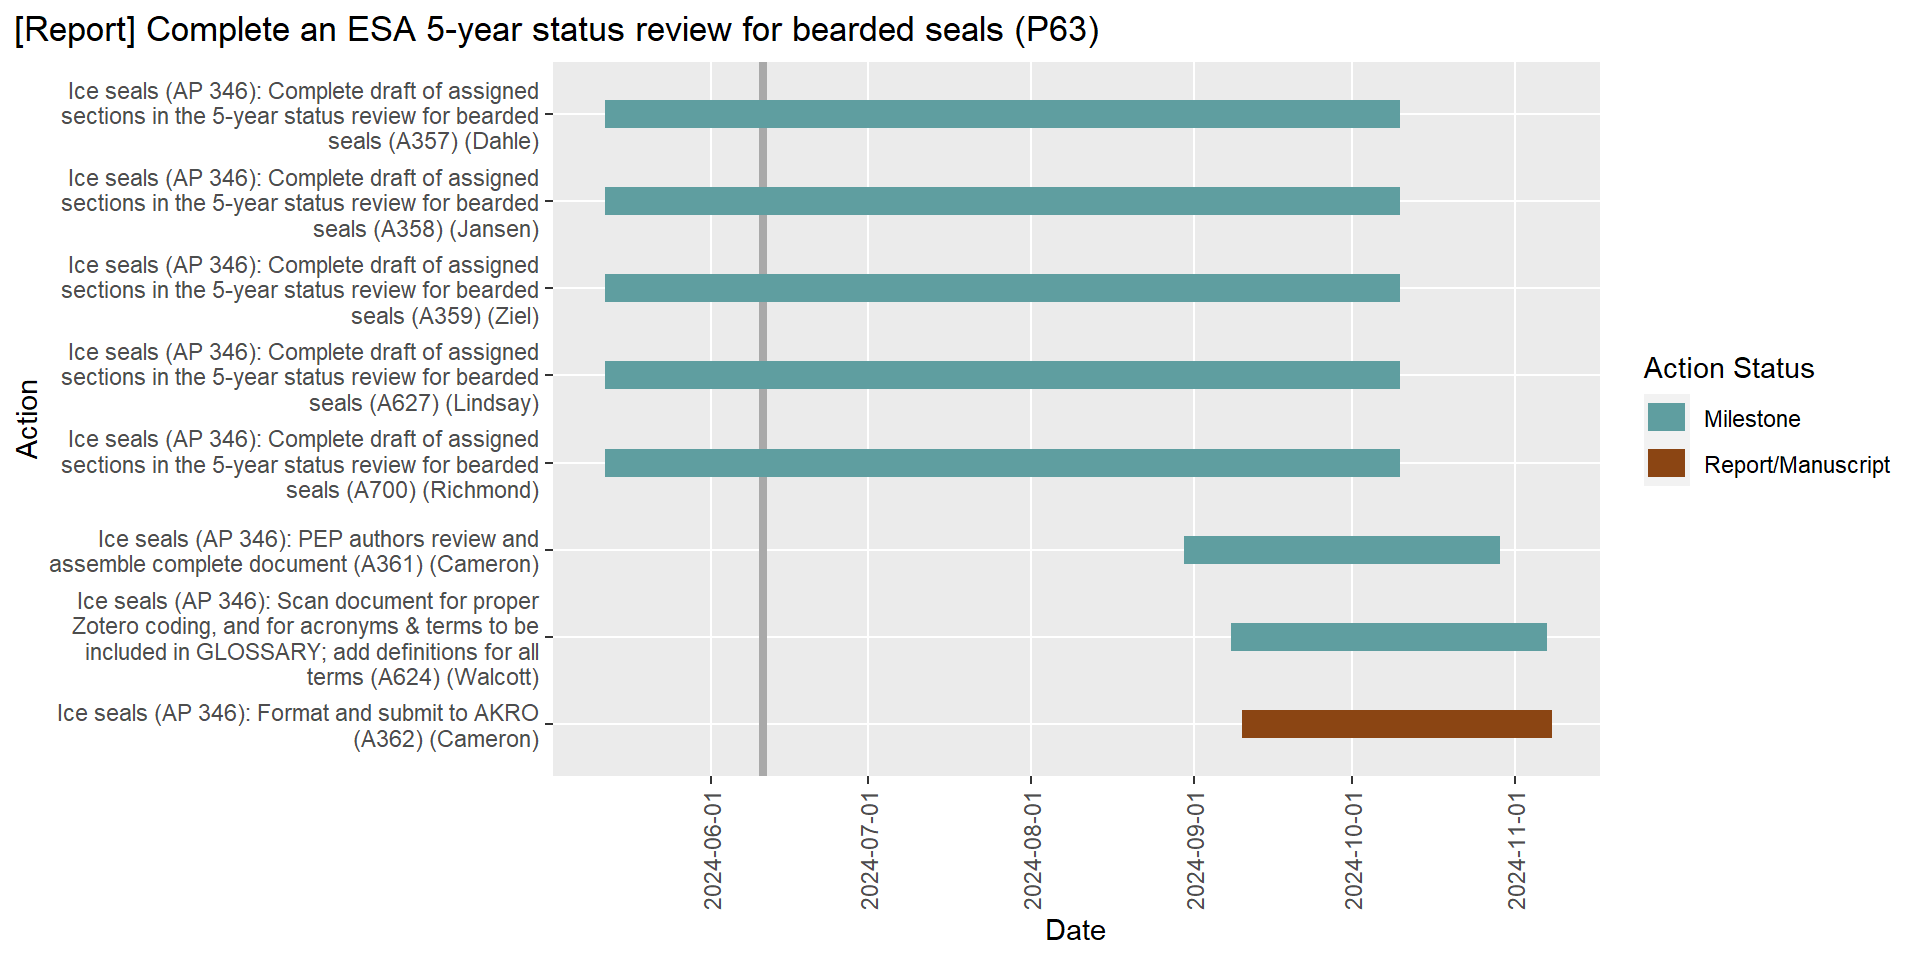 [Report] Complete an ESA 5-year status review for bearded seals (P63)
Ice seals (AP 346): Complete draft of assigned
sections in the 5-year status review for bearded
seals (A357) (Dahle)
Ice seals (AP 346): Complete draft of assigned
sections in the 5-year status review for bearded
seals (A358) (Jansen)
Ice seals (AP 346): Complete draft of assigned
sections in the 5-year status review for bearded
seals (A359) (Ziel)
Ice seals (AP 346): Complete draft of assigned
sections in the 5-year status review for bearded
seals (A627) (Lindsay)
Ice seals (AP 346): Complete draft of assigned
sections in the 5-year status review for bearded
seals (A700) (Richmond)
Ice seals (AP 346): PEP authors review and
assemble complete document (A361) (Cameron)
Ice seals (AP 346): Scan document for proper
Zotero coding, and for acronyms & terms to be
included in GLOSSARY; add definitions for all
terms (A624) (Walcott)
Ice seals (AP 346): Format and submit to AKRO
(A362) (Cameron)
Action
2024-06-01
2024-07-01
2024-08-01
2024-09-01
2024-10-01
2024-11-01
Date
Action Status
Milestone
Report/Manuscript